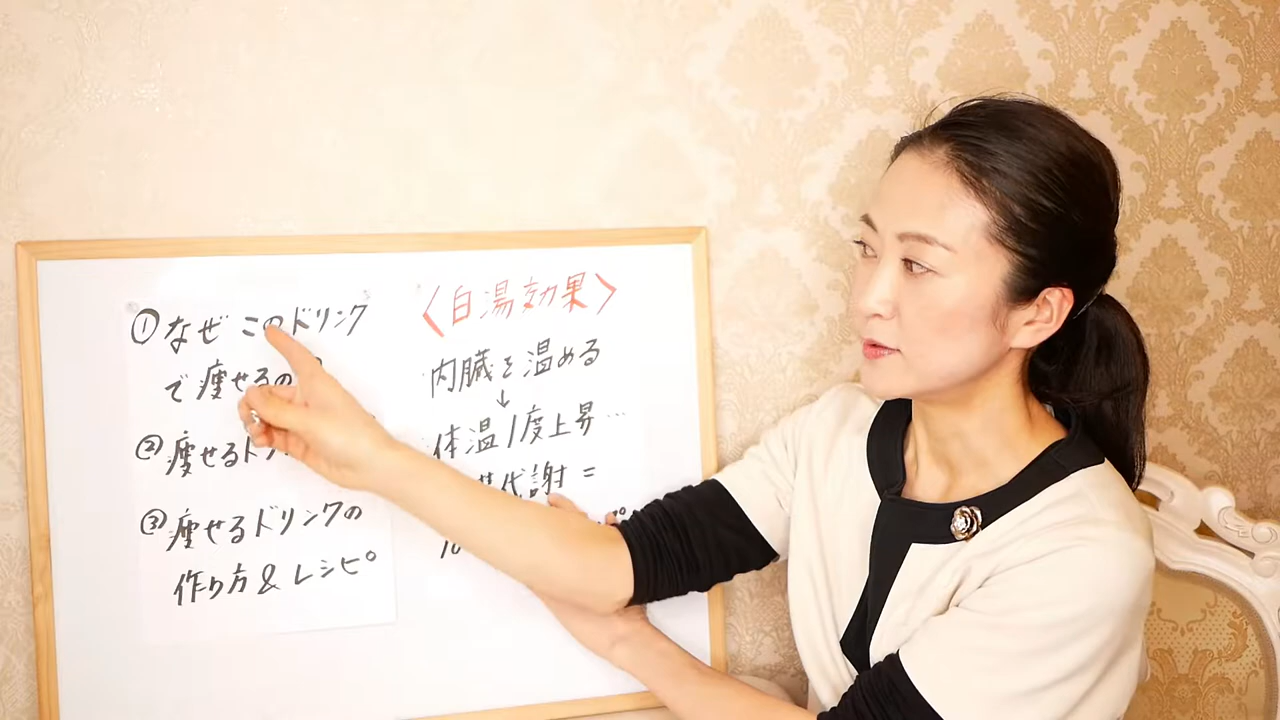 ①なぜこのドリンク
で痩せるの
②痩せるド
③痩せるドリンクの
作り方&レシピ
〈白湯効果〉
内臓を温める
↓
体温1度上昇…
代謝=
10